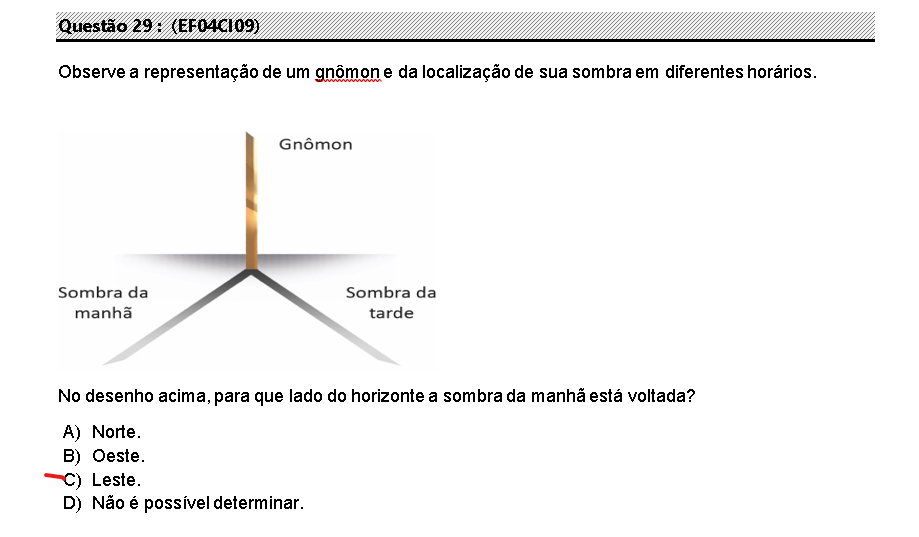 Questão 29 : (EF04CI09)
Observe a representação de um gnômon e da localização de sua sombra em diferentes horários.
Gnômon
Sombra da manhã
Sombra da tarde
No desenho acima, para que lado do horizonte a sombra da manhã está voltada?
A) Norte.
B) Oeste.
C) Leste.
D) Não é possível determinar.